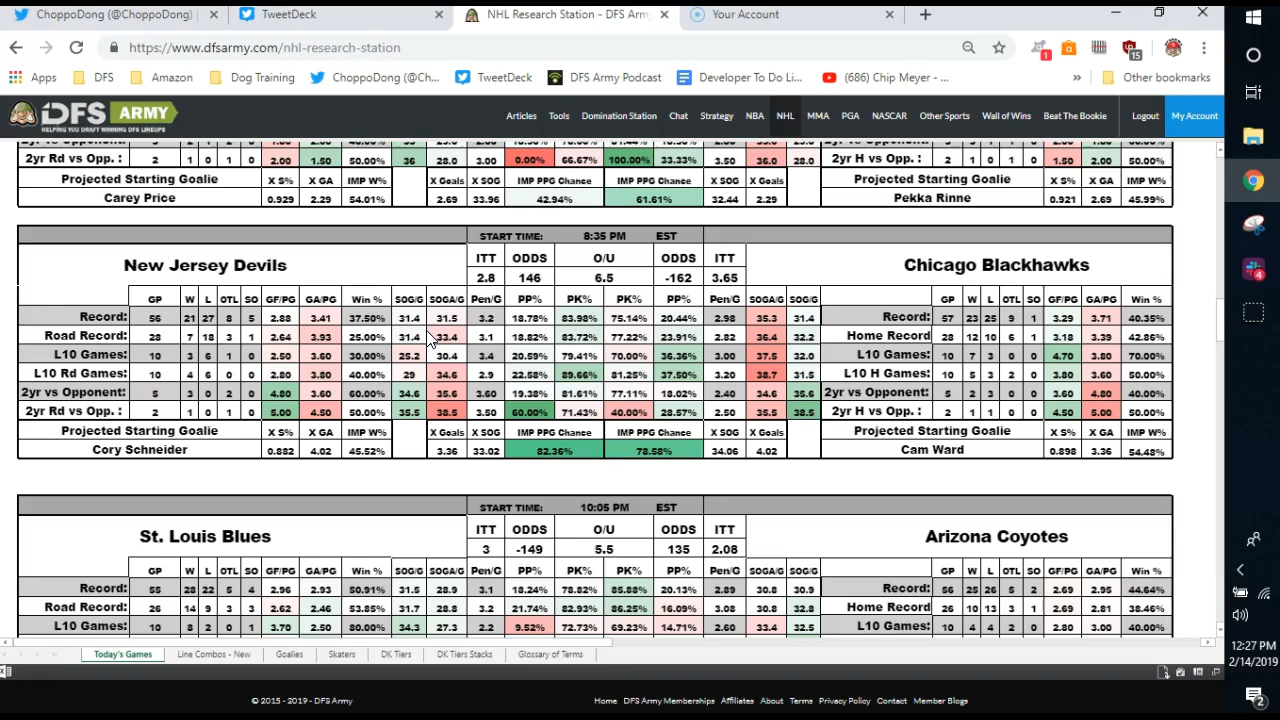 ChoppoDong (@ChoppoDong) TweetDeck NHL Research Station - DFS Arm Your Account
https://www.dfsarmy.com/nhl-research-station
1 15
Apps DFS Amazon Dog Training ChoppoDong (@Ch... TweetDeck DFS Army Podcast Developer To Do Li... (686) Chip Meyer - ... » Other bookmarks
DFS ARMY Articles Tools Domination Station Chat Strategy NBA NHL MMA PGA NASCAR Other Sports Wall of Wins Beat The Bookie Logout My Account
HELPING YOU DRAFT WINNING DFS LINEUPS
2yr Rd vs Opp. : 2 1 0 1 0 2.00 1.50 50.00% 36 28.0 3.00 0.00% 66.67% 100.00% 33.33% 3.50 36.0 28.0 2yr H vs Opp. : 2 1 0 1 0 1.50 2.00 50.00%
Projected Starting Goalie X S% X GA IMP W% X Goals X SOG IMP PPG Chance IMP PPG Chance X SOG X Goals Projected Starting Goalie X S% X GA IMP W%
Carey Price 0.929 2.29 54.01% 2.69 33.96 42.94% 61.61% 32.44 2.29 Pekka Rinne 0.921 2.69 45.99%
START TIME: 8:35 PM EST
New Jersey Devils ITT ODDS O/U ODDS ITT Chicago Blackhawks
2.8 146 6.5 -162 3.65
GP W L OTL SO GF/PG GA/PG Win % SOG/G SOGA/G Pen/G PP% PK% PK% PP% Pen/G SOGA/G SOG/G GP W L OTL SO GF/PG GA/PG Win %
Record: 56 21 27 8 5 2.88 3.41 37.50% 31.4 31.5 3.2 18.78% 83.98% 75.14% 20.44% 2.98 35.3 31.4 Record: 57 23 25 9 1 3.29 3.71 40.35%
Road Record: 28 7 18 3 1 2.64 3.93 25.00% 31.4 33.4 3.1 18.82% 83.72% 77.22% 23.91% 2.82 36.4 32.2 Home Record 28 12 10 6 1 3.18 3.39 42.86%
L10 Games: 10 3 6 1 0 2.50 3.60 30.00% 25.2 30.4 3.4 20.59% 79.41% 70.00% 36.36% 3.00 37.5 32.0 L10 Games: 10 7 3 0 0 4.70 3.80 70.00%
L10 Rd Games: 10 4 6 0 0 2.80 3.80 40.00% 29 34.6 2.9 22.58% 89.66% 81.25% 37.50% 3.20 38.7 31.5 L10 H Games: 10 5 3 2 0 3.80 3.60 50.00%
2yr vs Opponent: 5 3 0 2 0 4.80 3.60 60.00% 34.6 35.6 3.60 19.38% 81.61% 77.11% 18.02% 2.40 34.6 35.6 2yr vs Opponent: 5 2 3 0 0 3.60 4.80 40.00%
2yr Rd vs Opp. : 2 1 0 1 0 5.00 4.50 50.00% 35.5 38.5 3.50 60.00% 71.43% 40.00% 28.57% 2.50 35.5 38.5 2yr H vs Opp. : 2 1 1 0 0 4.50 5.00 50.00%
Projected Starting Goalie X S% X GA IMP W% X Goals X SOG IMP PPG Chance IMP PPG Chance X SOG X Goals Projected Starting Goalie X S% X GA IMP W%
Cory Schneider 0.882 4.02 45.52% 3.36 33.02 82.36% 78.58% 34.06 4.02 Cam Ward 0.898 3.36 54.48%
START TIME: 10:05 PM EST
St. Louis Blues ITT ODDS O/U ODDS ITT Arizona Coyotes
3 -149 5.5 135 2.08
GP W L OTL SO GF/PG GA/PG Win % SOG/G SOGA/G Pen/G PP% PK% PK% PP% Pen/G SOGA/G SOG/G GP W L OTL SO GF/PG GA/PG Win %
Record: 55 28 22 5 4 2.96 2.93 50.91% 31.5 28.9 3.1 18.24% 78.82% 85.88% 20.13% 2.89 30.8 30.9 Record: 56 25 26 5 2 2.69 2.95 44.64%
Road Record: 26 14 9 3 3 2.62 2.46 53.85% 31.7 28.8 3.2 21.74% 82.93% 86.25% 16.09% 3.08 30.8 32.8 Home Record 26 10 13 3 1 2.69 2.81 38.46%
L10 Games: 10 8 2 0 1 3.70 2.50 80.00% 34.3 27.3 2.2 9.52% 72.73% 69.23% 14.71% 2.60 33.4 32.5 L10 Games: 10 4 4 2 0 2.80 3.00 40.00%
Today's Games Line Combos - New Goalies Skaters DK Tiers DK Tiers Stacks Glossary of Terms
© 2015 - 2019 - DFS Army Home DFS Army Memberships Affiliates About Terms Privacy Policy Contact Member Blogs
12:27 PM
2/14/2019
2